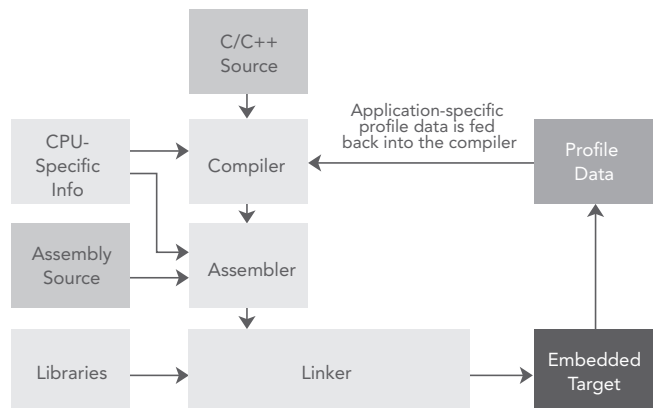 C/C++
Source
Application-specific
profile data is fed
back into the compiler
CPU-
Specific
Info
Compiler
Profile
Data
Assembly
Source
Assembler
Libraries
Linker
Embedded
Target